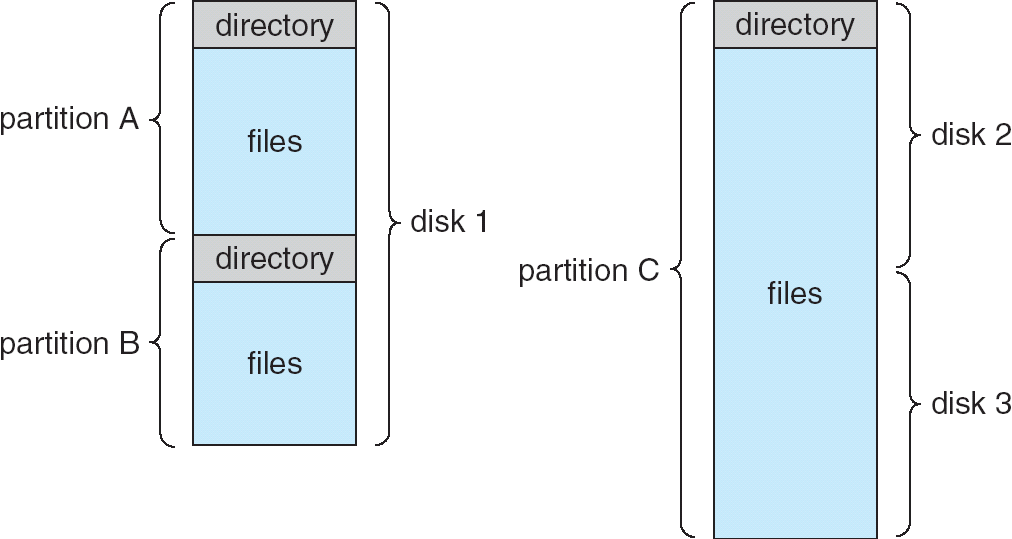 directory
partition A
files
disk 1
directory
partition B
files
directory
disk 2
partition C
files
disk 3